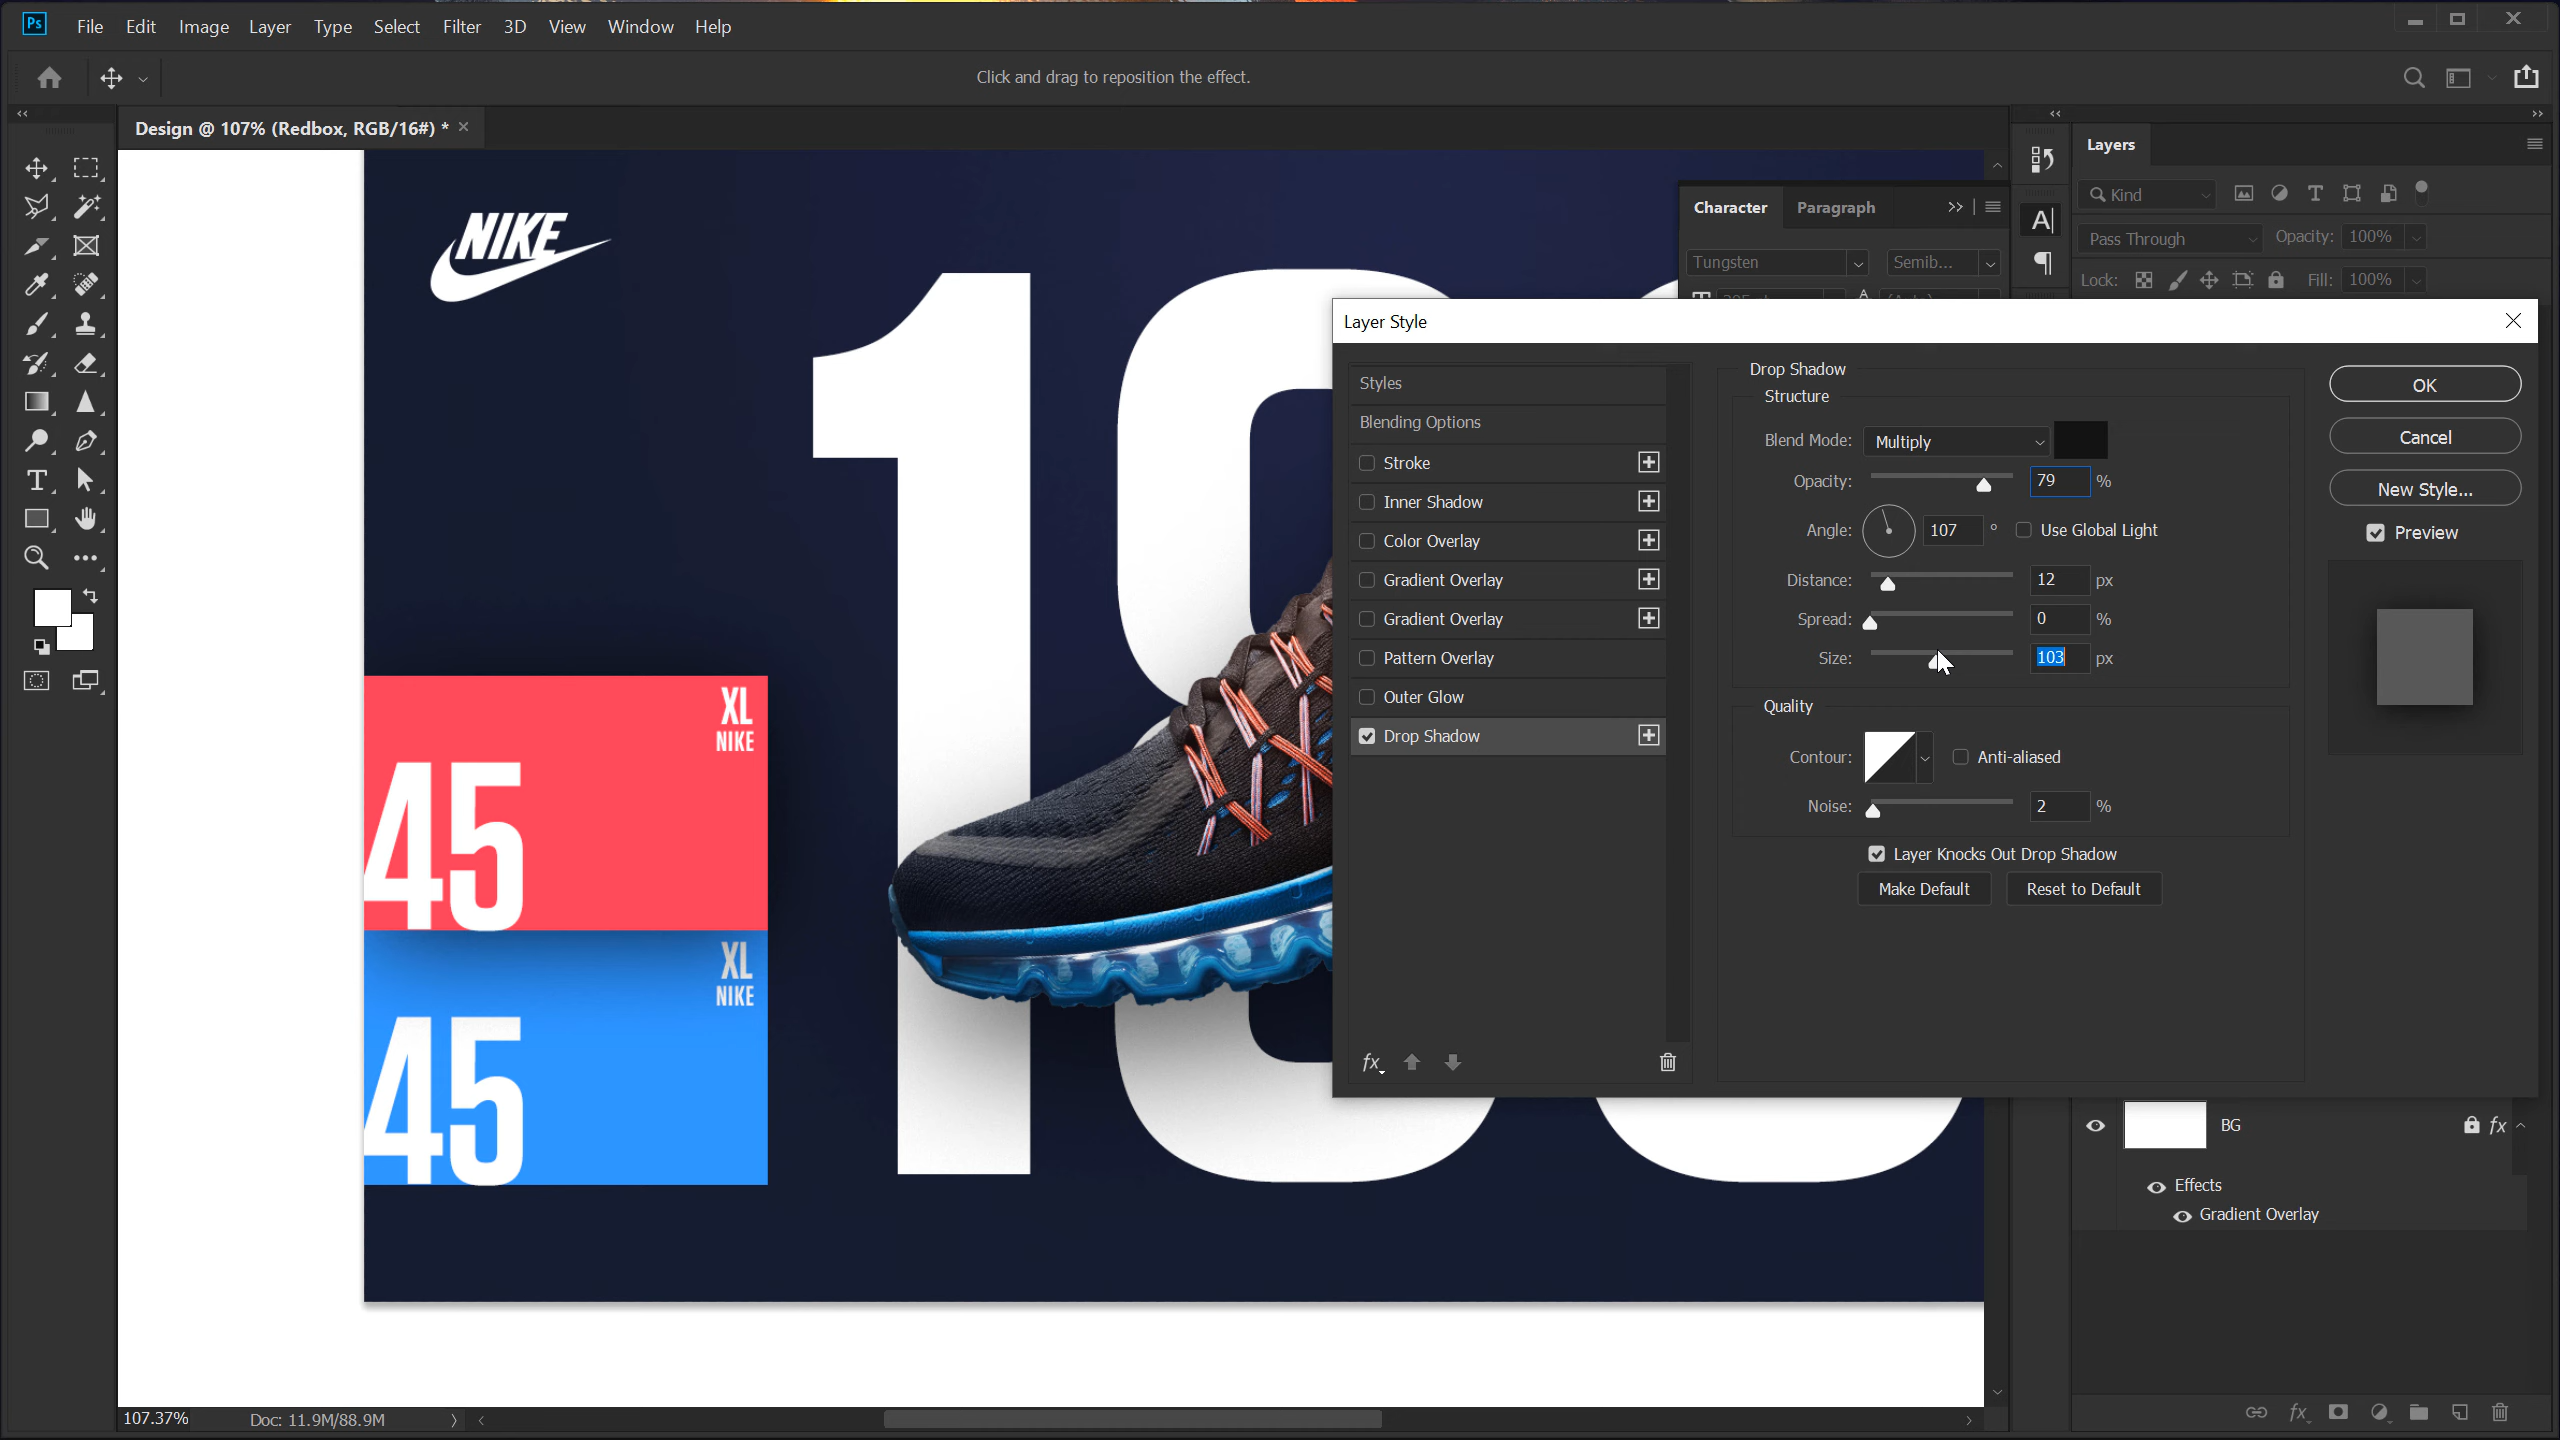 Ps File Edit Image Layer Type Select Filter 3D View Window Help
Click and drag to reposition the effect.
Design @ 107% (Redbox, RGB/16#) *
Layers
Kind
Pass Through Opacity: 100%
Lock: Fill: 100%
Character Paragraph
Tungsten Semib...
NIKE
XL
NIKE
45
XL
NIKE
45
Layer Style
Styles
Blending Options
Stroke
Inner Shadow
Color Overlay
Gradient Overlay
Gradient Overlay
Pattern Overlay
Outer Glow
Drop Shadow
fx
Drop Shadow
Structure
Blend Mode: Multiply
Opacity: 79 %
Angle: 107 ° Use Global Light
Distance: 12 px
Spread: 0 %
Size: 103 px
Quality
Contour: Anti-aliased
Noise: 2 %
Layer Knocks Out Drop Shadow
Make Default Reset to Default
OK
Cancel
New Style...
Preview
BG fx
Effects
Gradient Overlay
107.37% Doc: 11.9M/88.9M
fx